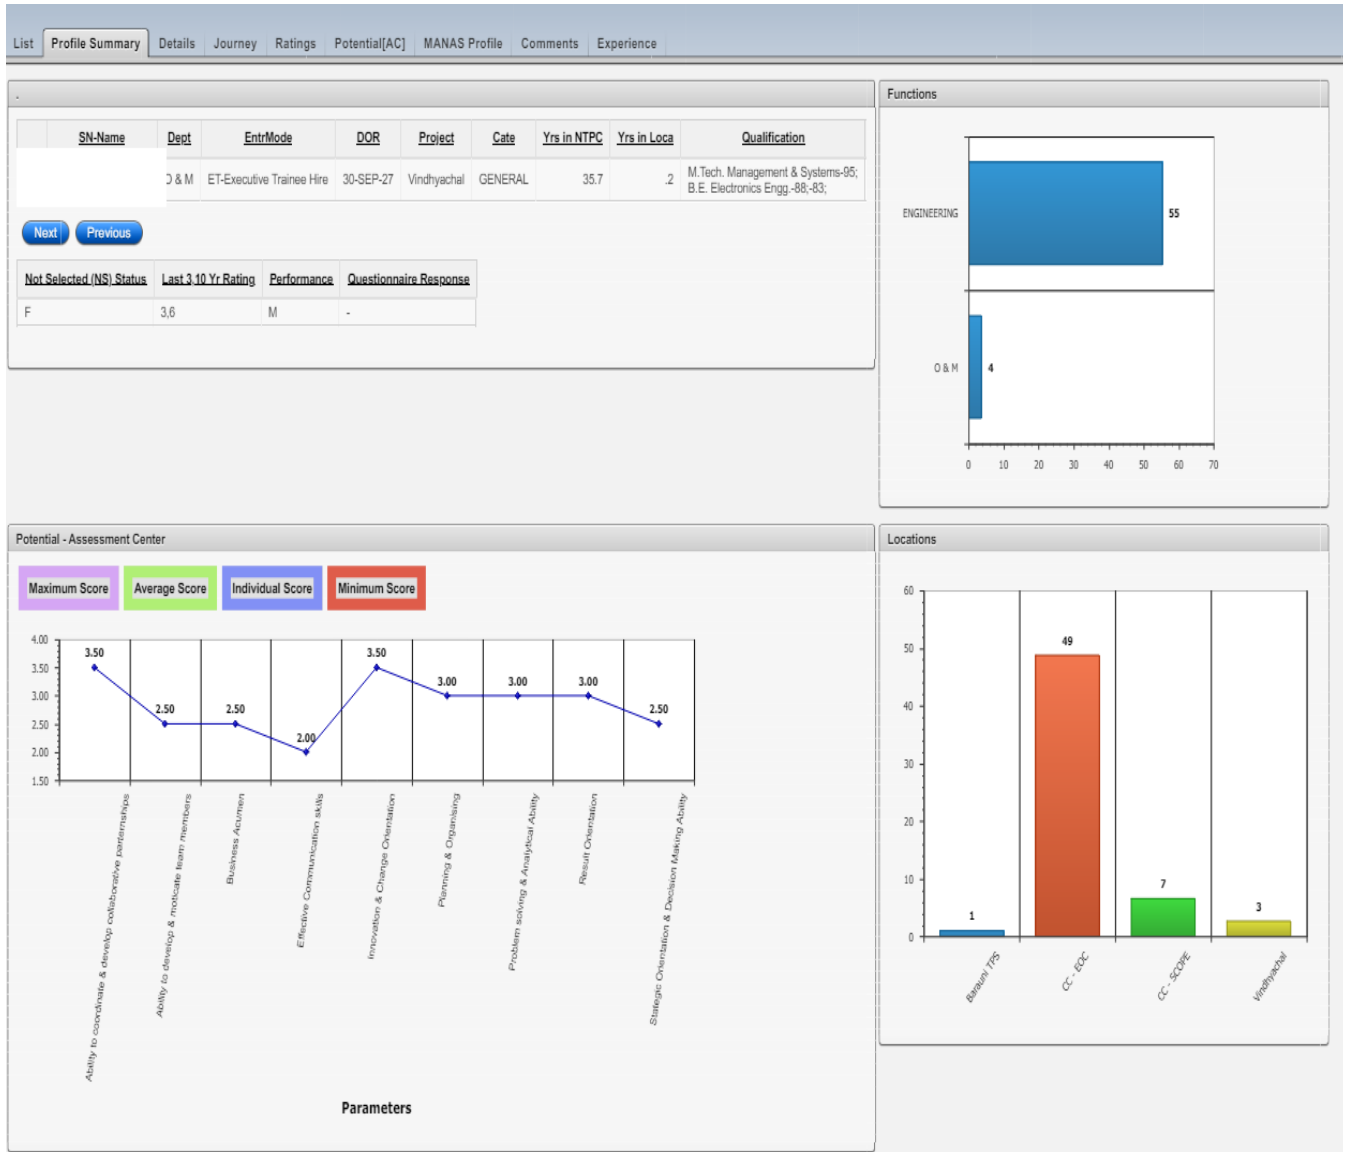 List Profile Summary Details Journey Ratings Potential[AC] MANAS Profile Comments Experience
.
SN-Name Dept EntrMode DOR Project Cate Yrs in NTPC Yrs in Loca Qualification
O & M ET-Executive Trainee Hire 30-SEP-27 Vindhyachal GENERAL 35.7 .2 M.Tech. Management & Systems-95;
B.E. Electronics Engg.-88;-83;
Next Previous
Not Selected (NS) Status Last 3,10 Yr Rating Performance Questionnaire Response
F 3,6 M -
Functions
ENGINEERING 55
O & M 4
0 10 20 30 40 50 60 70
Potential - Assessment Center
Maximum Score Average Score Individual Score Minimum Score
4.00
3.50
3.00
2.50
2.00
1.50
3.50 2.50 2.50 2.00 3.50 3.00 3.00 3.00 2.50
Ability to coordinate & develop collaborative parternships
Ability to develop & moticate team members
Business Acumen
Effective Communication skills
Innovation & Change Orientation
Planning & Organising
Problem solving & Analytical Ability
Result Orientation
Stategic Orientation & Decision Making Ability
Parameters
Locations
60
50
40
30
20
10
0
1 49 7 3
Barauni TPS
CC - EOC
CC - SCOPE
Vindhyachal